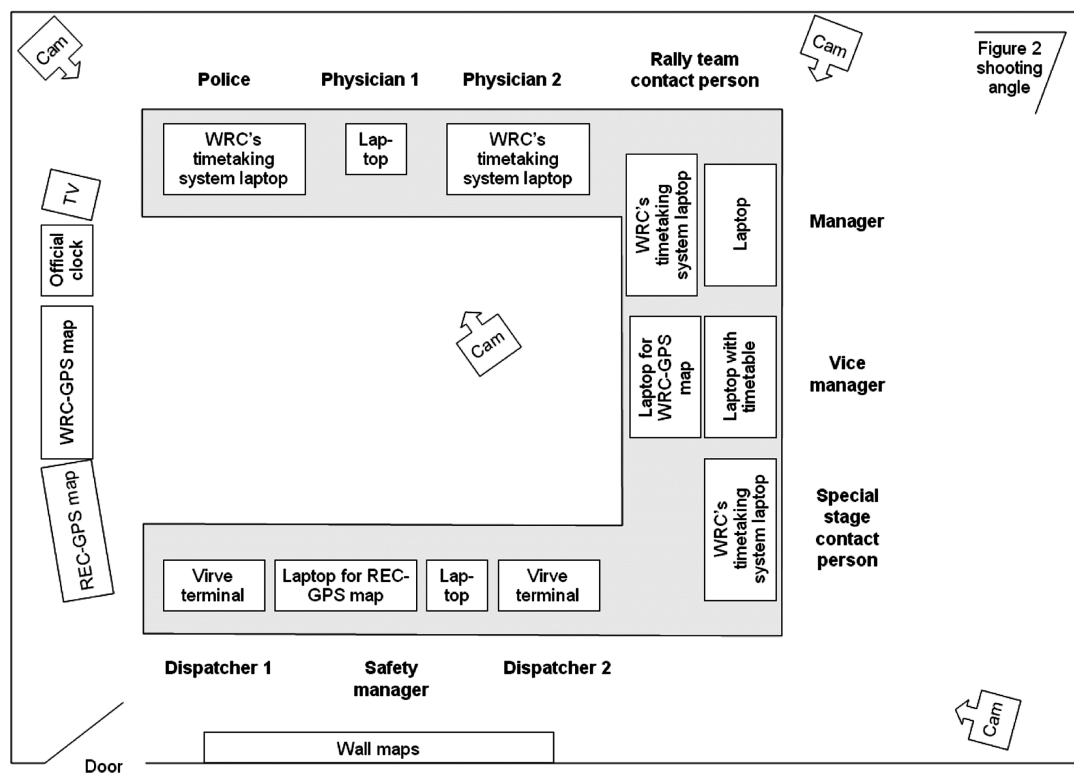 Cam
Cam
Figure 2
shooting
angle
Rally team
contact person
Police
Physician 1
Physician 2
WRC's
timetaking
system laptop
Lap-
top
WRC's
timetaking
system laptop
WRC's
timetaking
system laptop
Laptop
Manager
TV
Official
clock
WRC-GPS map
REC-GPS map
Cam
Laptop for
WRC-GPS
map
Laptop with
timetable
Vice
manager
WRC's
timetaking
system laptop
Special
stage
contact
person
Virve
terminal
Laptop for REC-
GPS map
Lap-
top
Virve
terminal
Dispatcher 1
Safety
manager
Dispatcher 2
Cam
Wall maps
Door